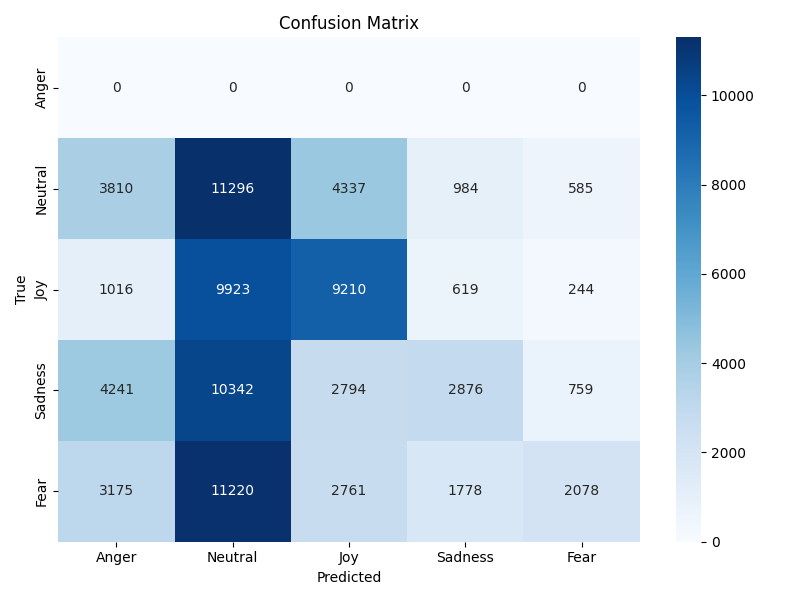 Confusion Matrix
True
Anger 0 0 0 0 0
Neutral 3810 11296 4337 984 585
Joy 1016 9923 9210 619 244
Sadness 4241 10342 2794 2876 759
Fear 3175 11220 2761 1778 2078
Anger Neutral Joy Sadness Fear
Predicted
10000
8000
6000
4000
2000
0